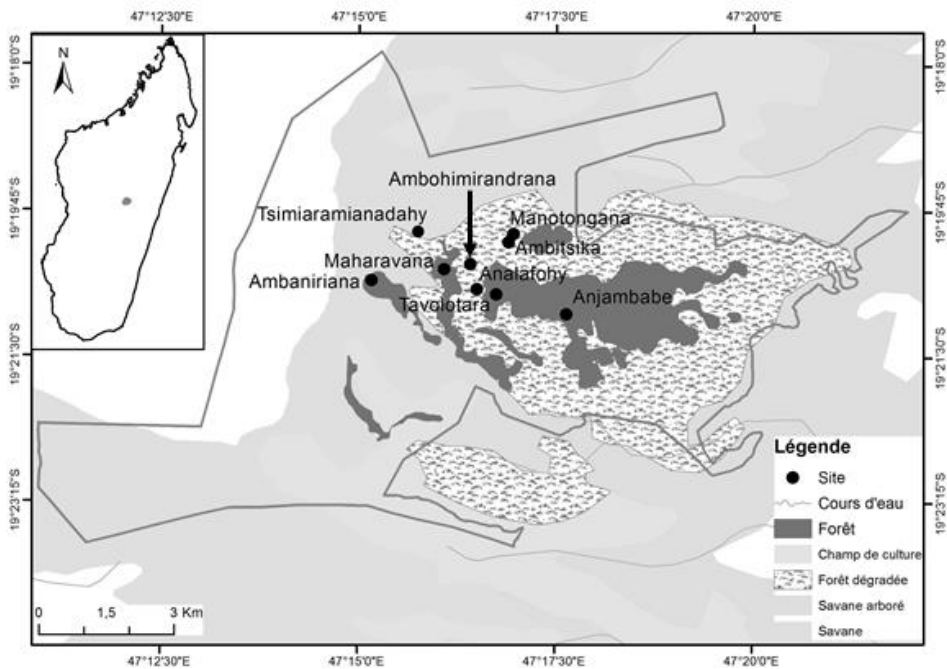 47°12'30"E 47°15'0"E 47°17'30"E 47°20'0"E
19°18'0"S
19°18'0"S
N
Ambohimirandrana
19°19'45"S
19°19'45"S
Tsimiaramianadahy
Manotongana
Ambitsika
Maharavana
Analafohy
Ambaniriana
Tavolotara
Anjambabe
19°21'30"S
19°21'30"S
Légende
Site
Cours d'eau
Forêt
Champ de culture
Forêt dégradée
Savane arboré
Savane
19°23'15"S
19°23'15"S
0 1,5 3 Km
47°12'30"E 47°15'0"E 47°17'30"E 47°20'0"E